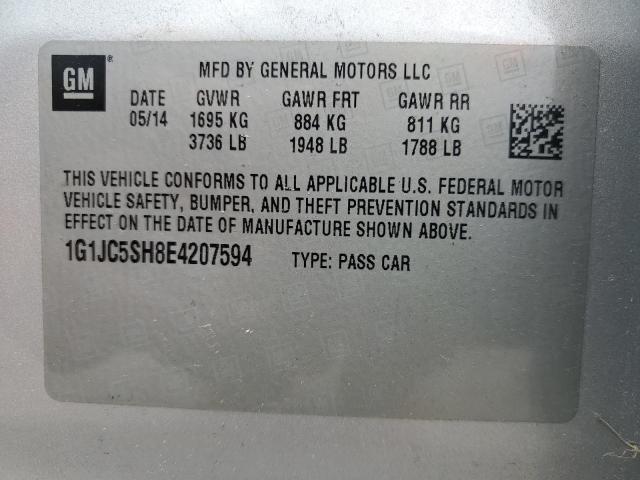 GM
MFD BY GENERAL MOTORS LLC
DATE GVWR GAWR FRT GAWR RR
05/14 1695 KG 884 KG 811 KG
3736 LB 1948 LB 1788 LB
THIS VEHICLE CONFORMS TO ALL APPLICABLE U.S. FEDERAL MOTOR
VEHICLE SAFETY, BUMPER, AND THEFT PREVENTION STANDARDS IN
EFFECT ON THE DATE OF MANUFACTURE SHOWN ABOVE.
1G1JC5SH8E4207594 TYPE: PASS CAR